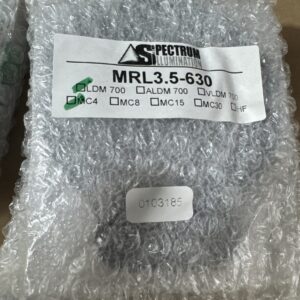 SPECTRUM
ILLUMINATION
MRL3.5-630
☑LDM 700 ☐ALDM 700 ☐VLDM 700
☑MC4 ☐MC8 ☐MC15 ☐MC30 ☐HF
0103185